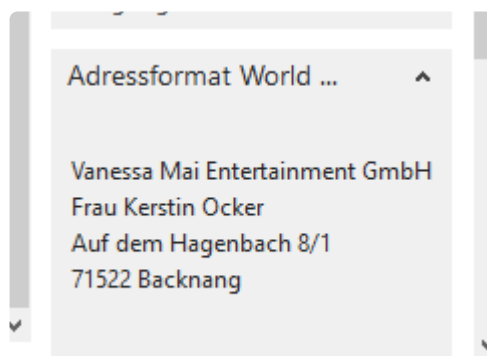 Adressformat World ...
Vanessa Mai Entertainment GmbH
Frau Kerstin Ocker
Auf dem Hagenbach 8/1
71522 Backnang